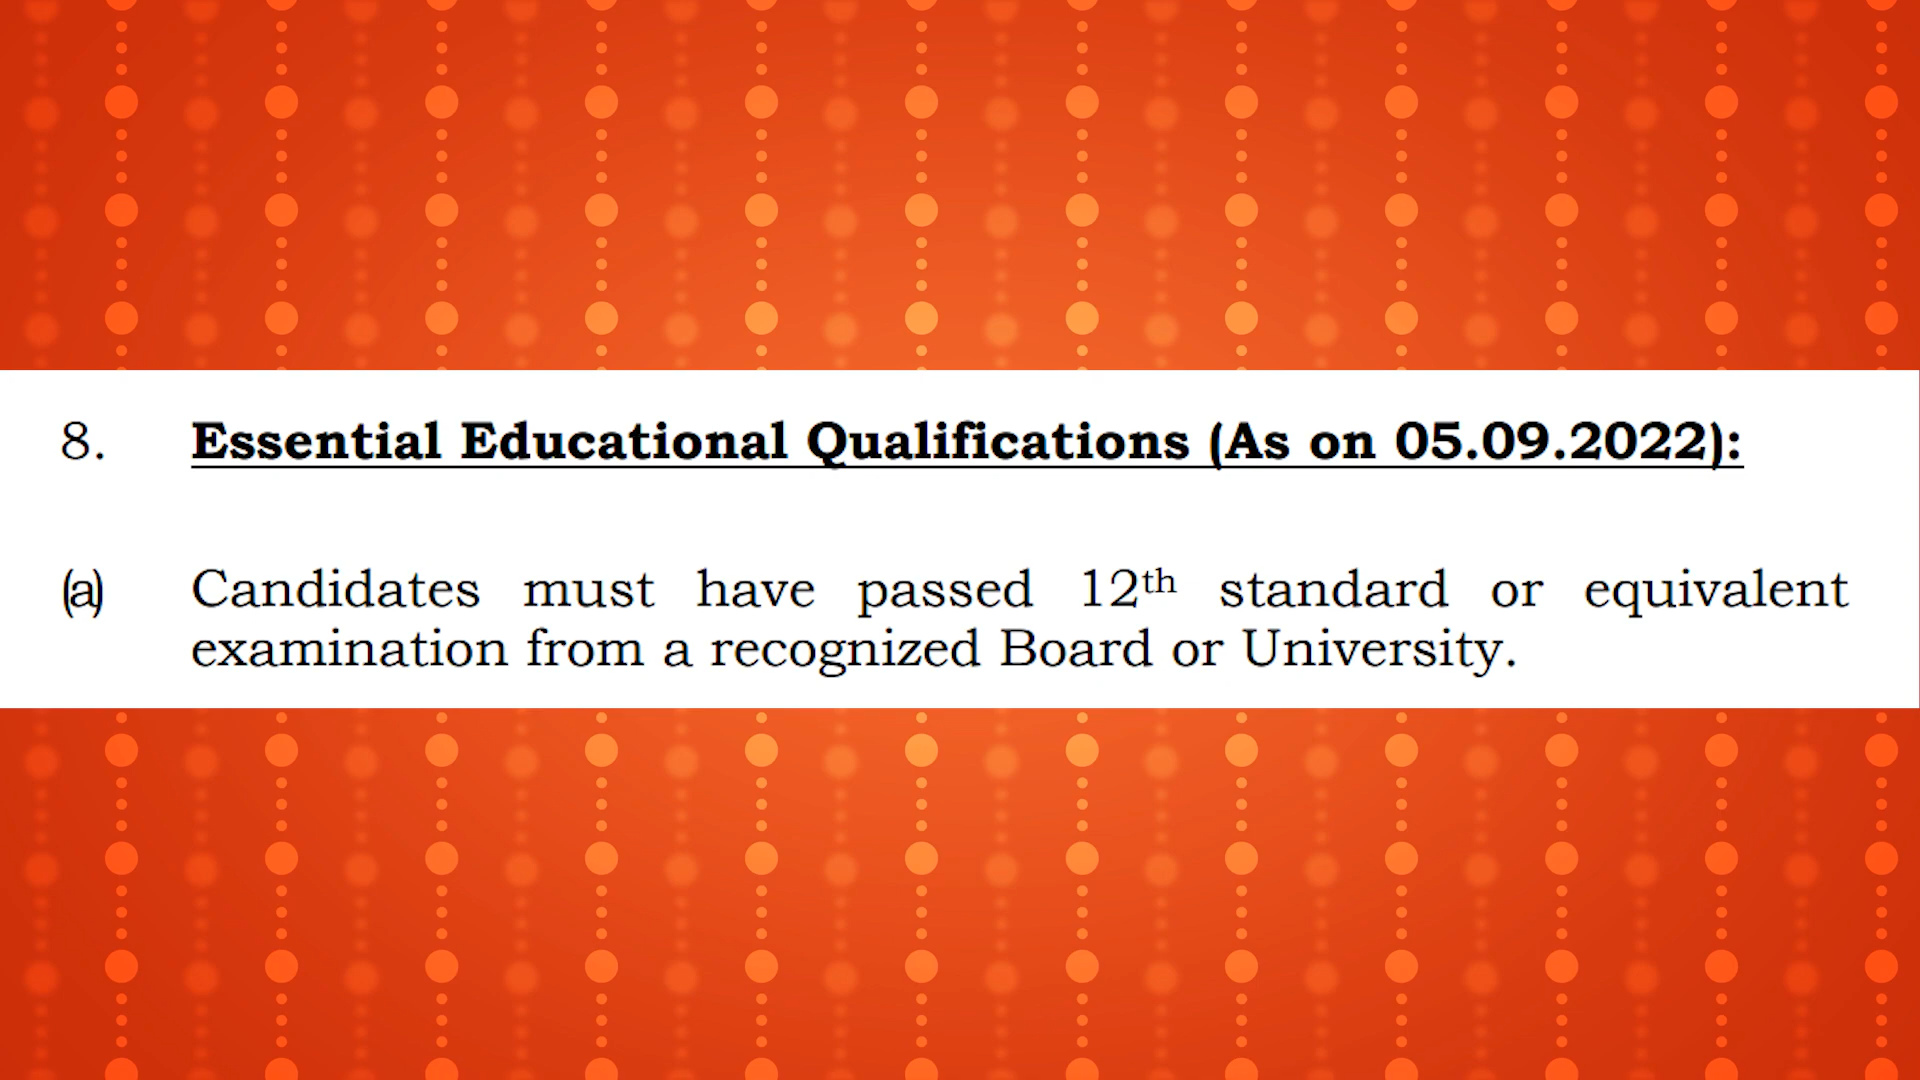 8. Essential Educational Qualifications (As on 05.09.2022):
(a) Candidates must have passed 12th standard or equivalent
examination from a recognized Board or University.